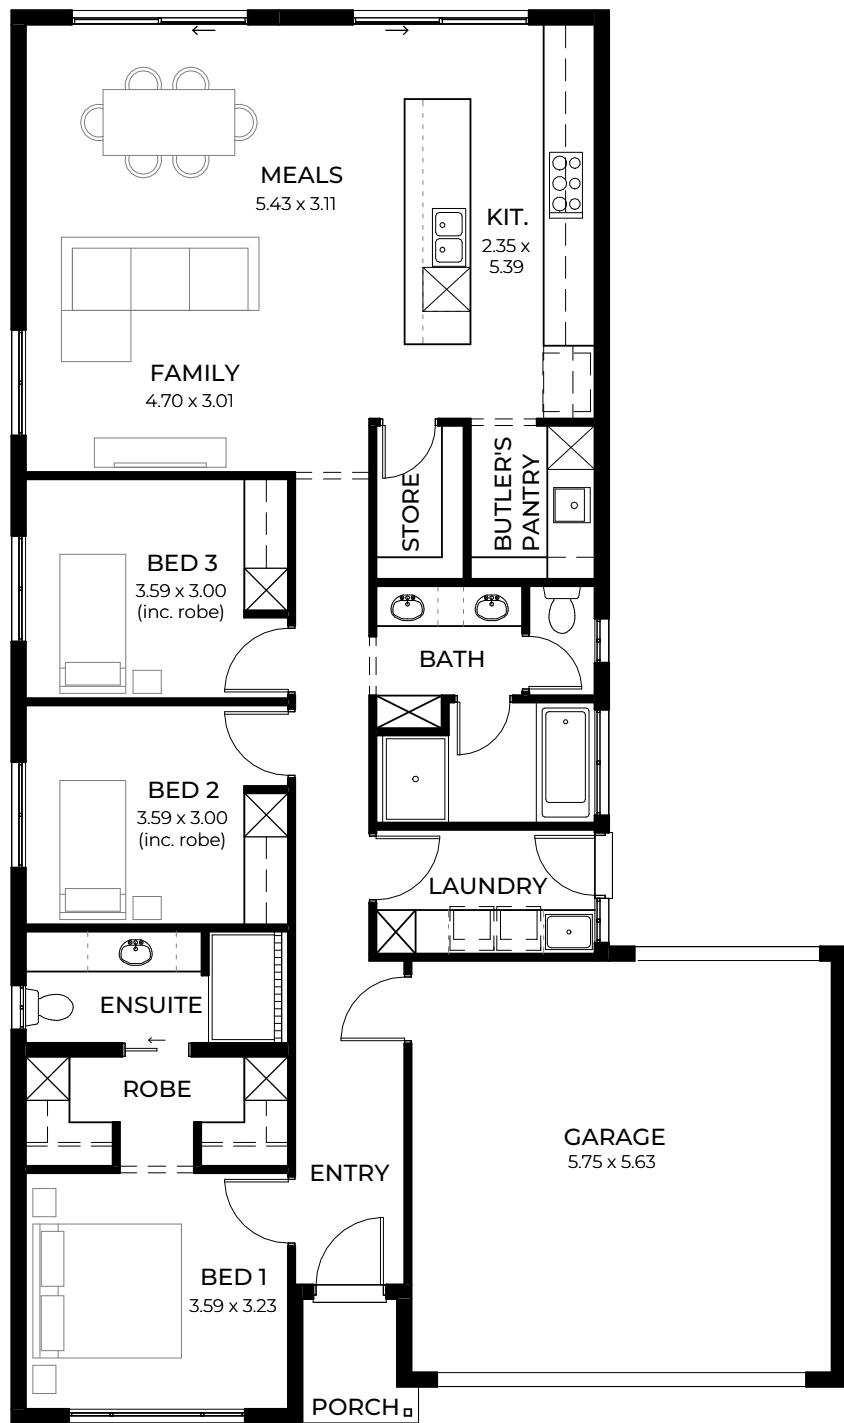 MEALS
5.43 x 3.11
KIT.
2.35 x
5.39
FAMILY
4.70 x 3.01
STORE
BUTLER'S
PANTRY
BED 3
3.59 x 3.00
(inc. robe)
BATH
BED 2
3.59 x 3.00
(inc. robe)
LAUNDRY
ENSUITE
ROBE
GARAGE
5.75 x 5.63
ENTRY
BED 1
3.59 x 3.23
PORCH